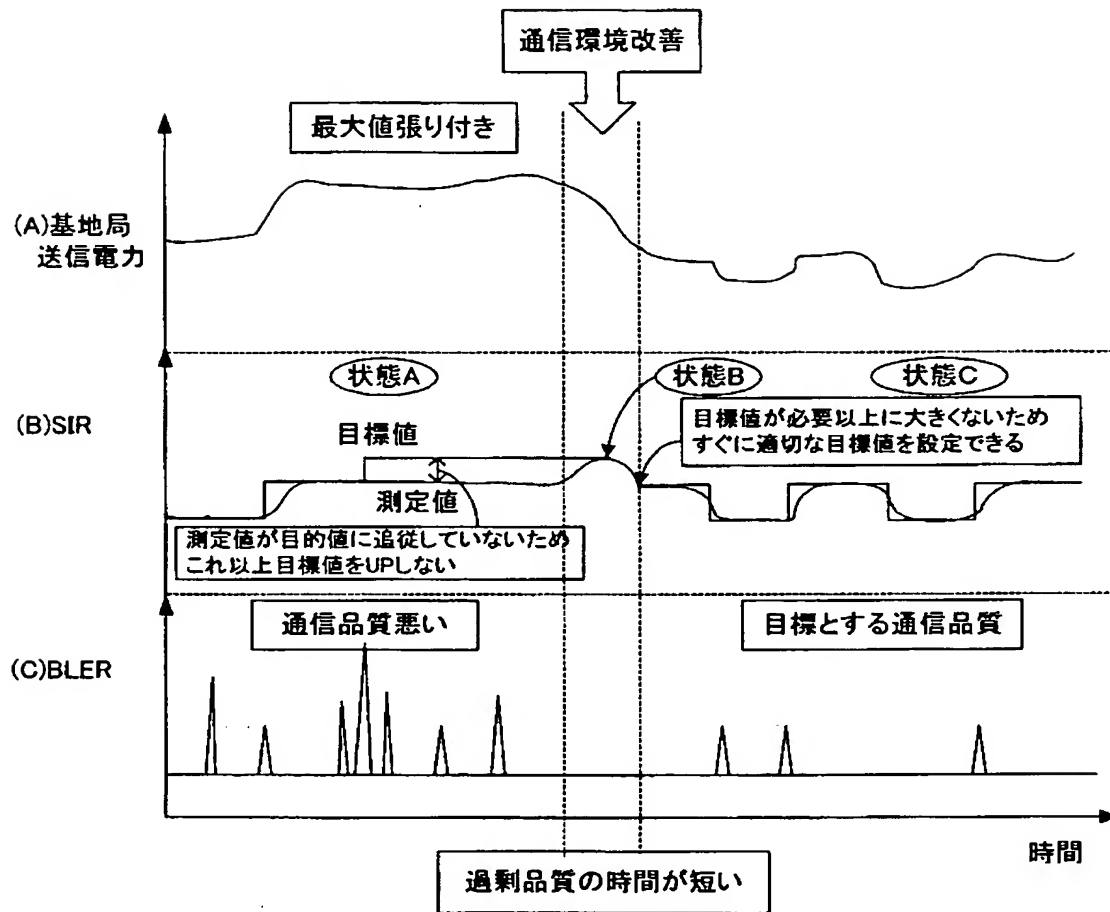 通信環境改善
最大値張り付き
(A)基地局
送信電力
状態A
状態B
状態C
(B)SIR
目標値
目標値が必要以上に大きくないため
すぐに適切な目標値を設定できる
測定値
測定値が目的値に追従していないため
これ以上目標値をUPしない
通信品質悪い
目標とする通信品質
(C)BLER
時間
過剰品質の時間が短い